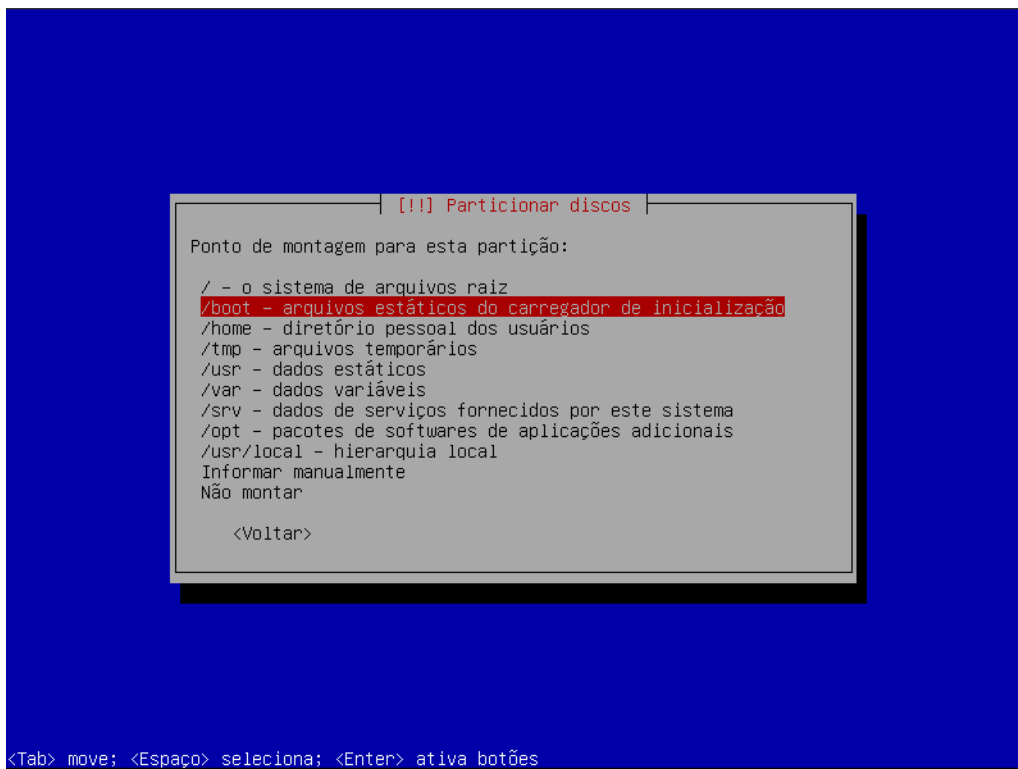 [!!] Particionar discos
Ponto de montagem para esta partição:
/ – o sistema de arquivos raiz
/boot – arquivos estáticos do carregador de inicialização
/home – diretório pessoal dos usuários
/tmp – arquivos temporários
/usr – dados estáticos
/var – dados variáveis
/srv – dados de serviços fornecidos por este sistema
/opt – pacotes de softwares de aplicações adicionais
/usr/local – hierarquia local
Informar manualmente
Não montar
<Voltar>
<Tab> move; <Espaço> seleciona; <Enter> ativa botões